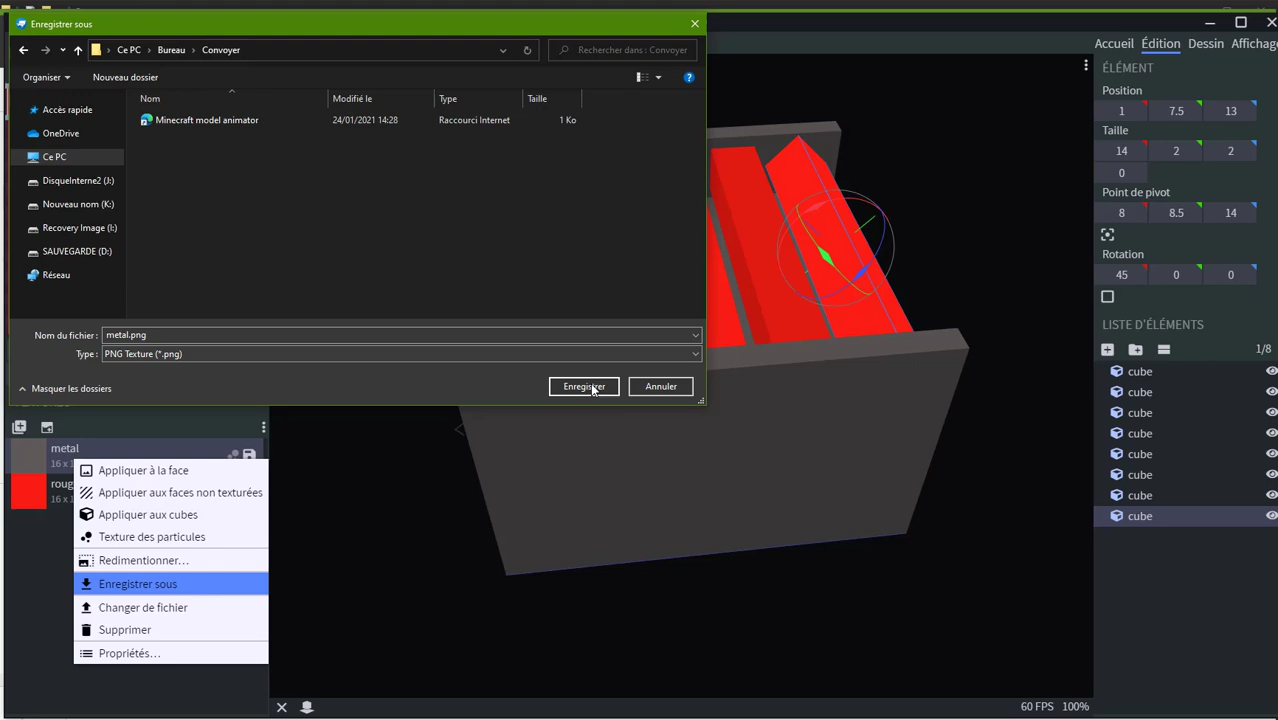 Enregistrer sous
Ce PC > Bureau > Convoyer
Rechercher dans : Convoyer
Organiser
Nouveau dossier
Nom
Modifié le
Type
Taille
Minecraft model animator
24/01/2021 14:28
Raccourci Internet
1 Ko
Accès rapide
OneDrive
Ce PC
DisqueInterne2 (J:)
Nouveau nom (K:)
Recovery Image (I:)
SAUVEGARDE (D:)
Réseau
Nom du fichier :
metal.png
Type :
PNG Texture (*.png)
Masquer les dossiers
Enregistrer
Annuler
Accueil
Édition
Dessin
Affichage
ÉLÉMENT
Position
1
7.5
13
Taille
14
2
2
0
Point de pivot
8
8.5
14
Rotation
45
0
0
LISTE D'ÉLÉMENTS
1/8
cube
cube
cube
cube
cube
cube
cube
cube
metal
Appliquer à la face
Appliquer aux faces non texturées
Appliquer aux cubes
Texture des particules
Redimentionner...
Enregistrer sous
Changer de fichier
Supprimer
Propriétés...
60 FPS
100%